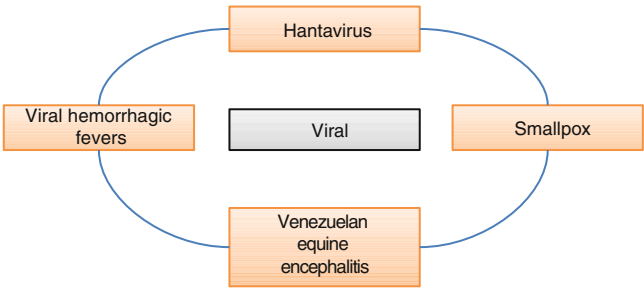 Hantavirus
Viral hemorrhagic
fevers
Viral
Smallpox
Venezuelan
equine
encephalitis